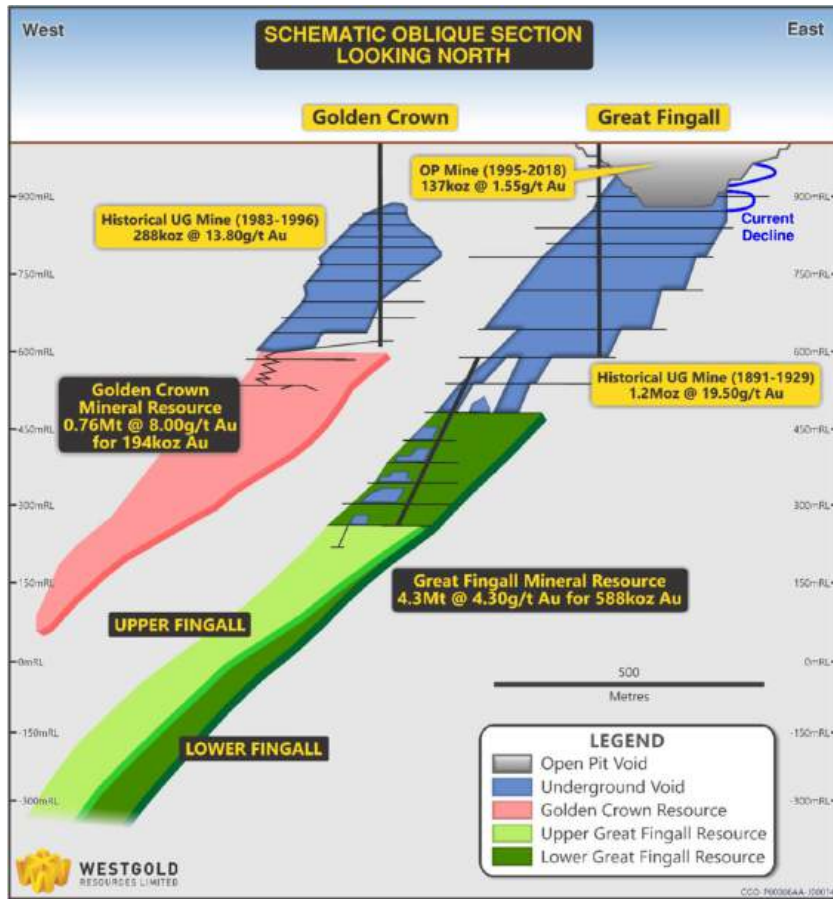 West
SCHEMATIC OBLIQUE SECTION
LOOKING NORTH
East
Golden Crown
Great Fingall
OP Mine (1995-2018)
137koz @ 1.55g/t Au
900mRL
900mRL
Historical UG Mine (1983-1996)
288koz @ 13.80g/t Au
Current
Decline
750mRL
750mRL
600mRL
600mRL
Golden Crown
Mineral Resource
0.76Mt @ 8.00g/t Au
for 194koz Au
Historical UG Mine (1891-1929)
1.2Moz @ 19.50g/t Au
450mRL
450mRL
300mRL
300mRL
Great Fingall Mineral Resource
4.3Mt @ 4.30g/t Au for 588koz Au
150mRL
150mRL
UPPER FINGALL
0mRL
0mRL
500
Metres
-150mRL
-150mRL
LOWER FINGALL
LEGEND
Open Pit Void
Underground Void
Golden Crown Resource
Upper Great Fingall Resource
Lower Great Fingall Resource
-300mRL
-300mRL
WESTGOLD
RESOURCES LIMITED